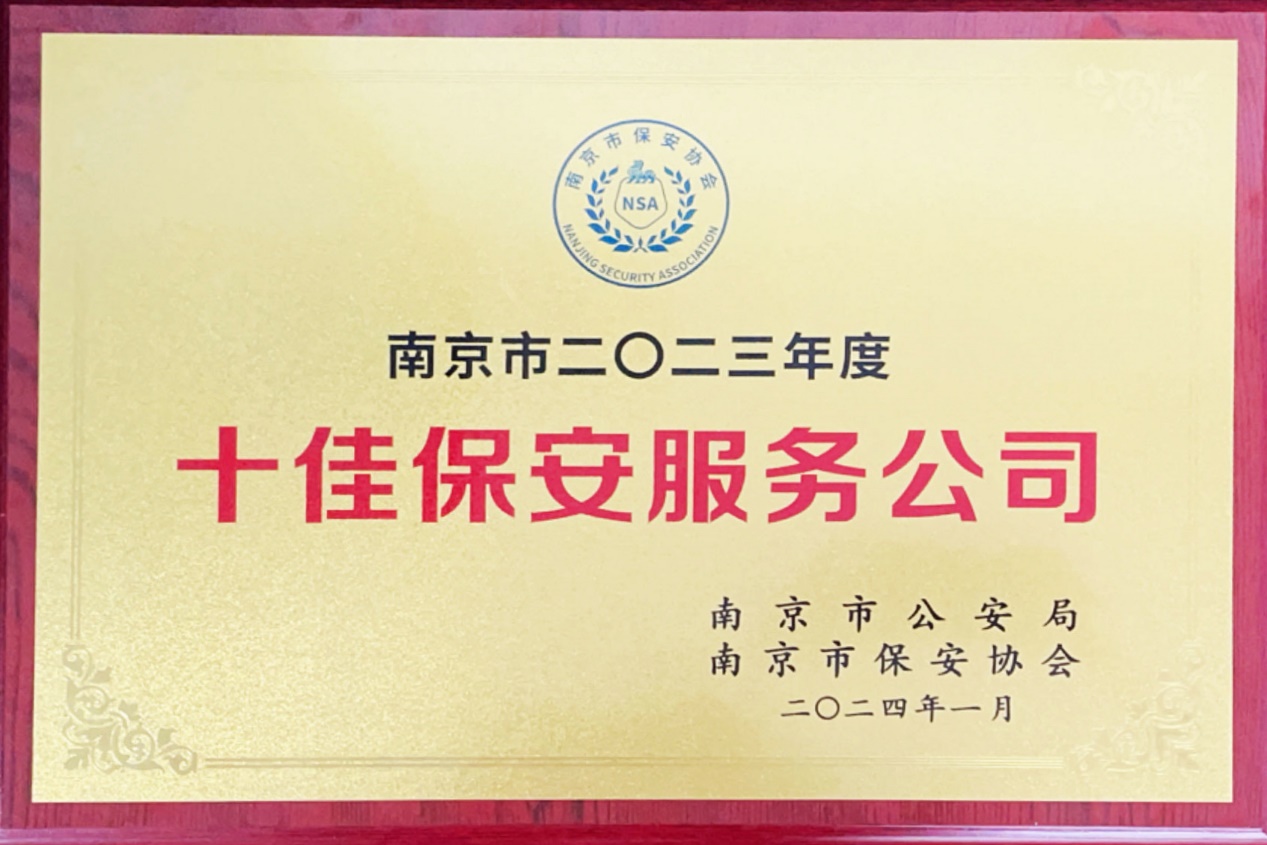 南京市保安协会
NSA
NANJING SECURITY ASSOCIATION
南京市二〇二三年度
十佳保安服务公司
南京市公安局
南京市保安协会
二〇二四年一月